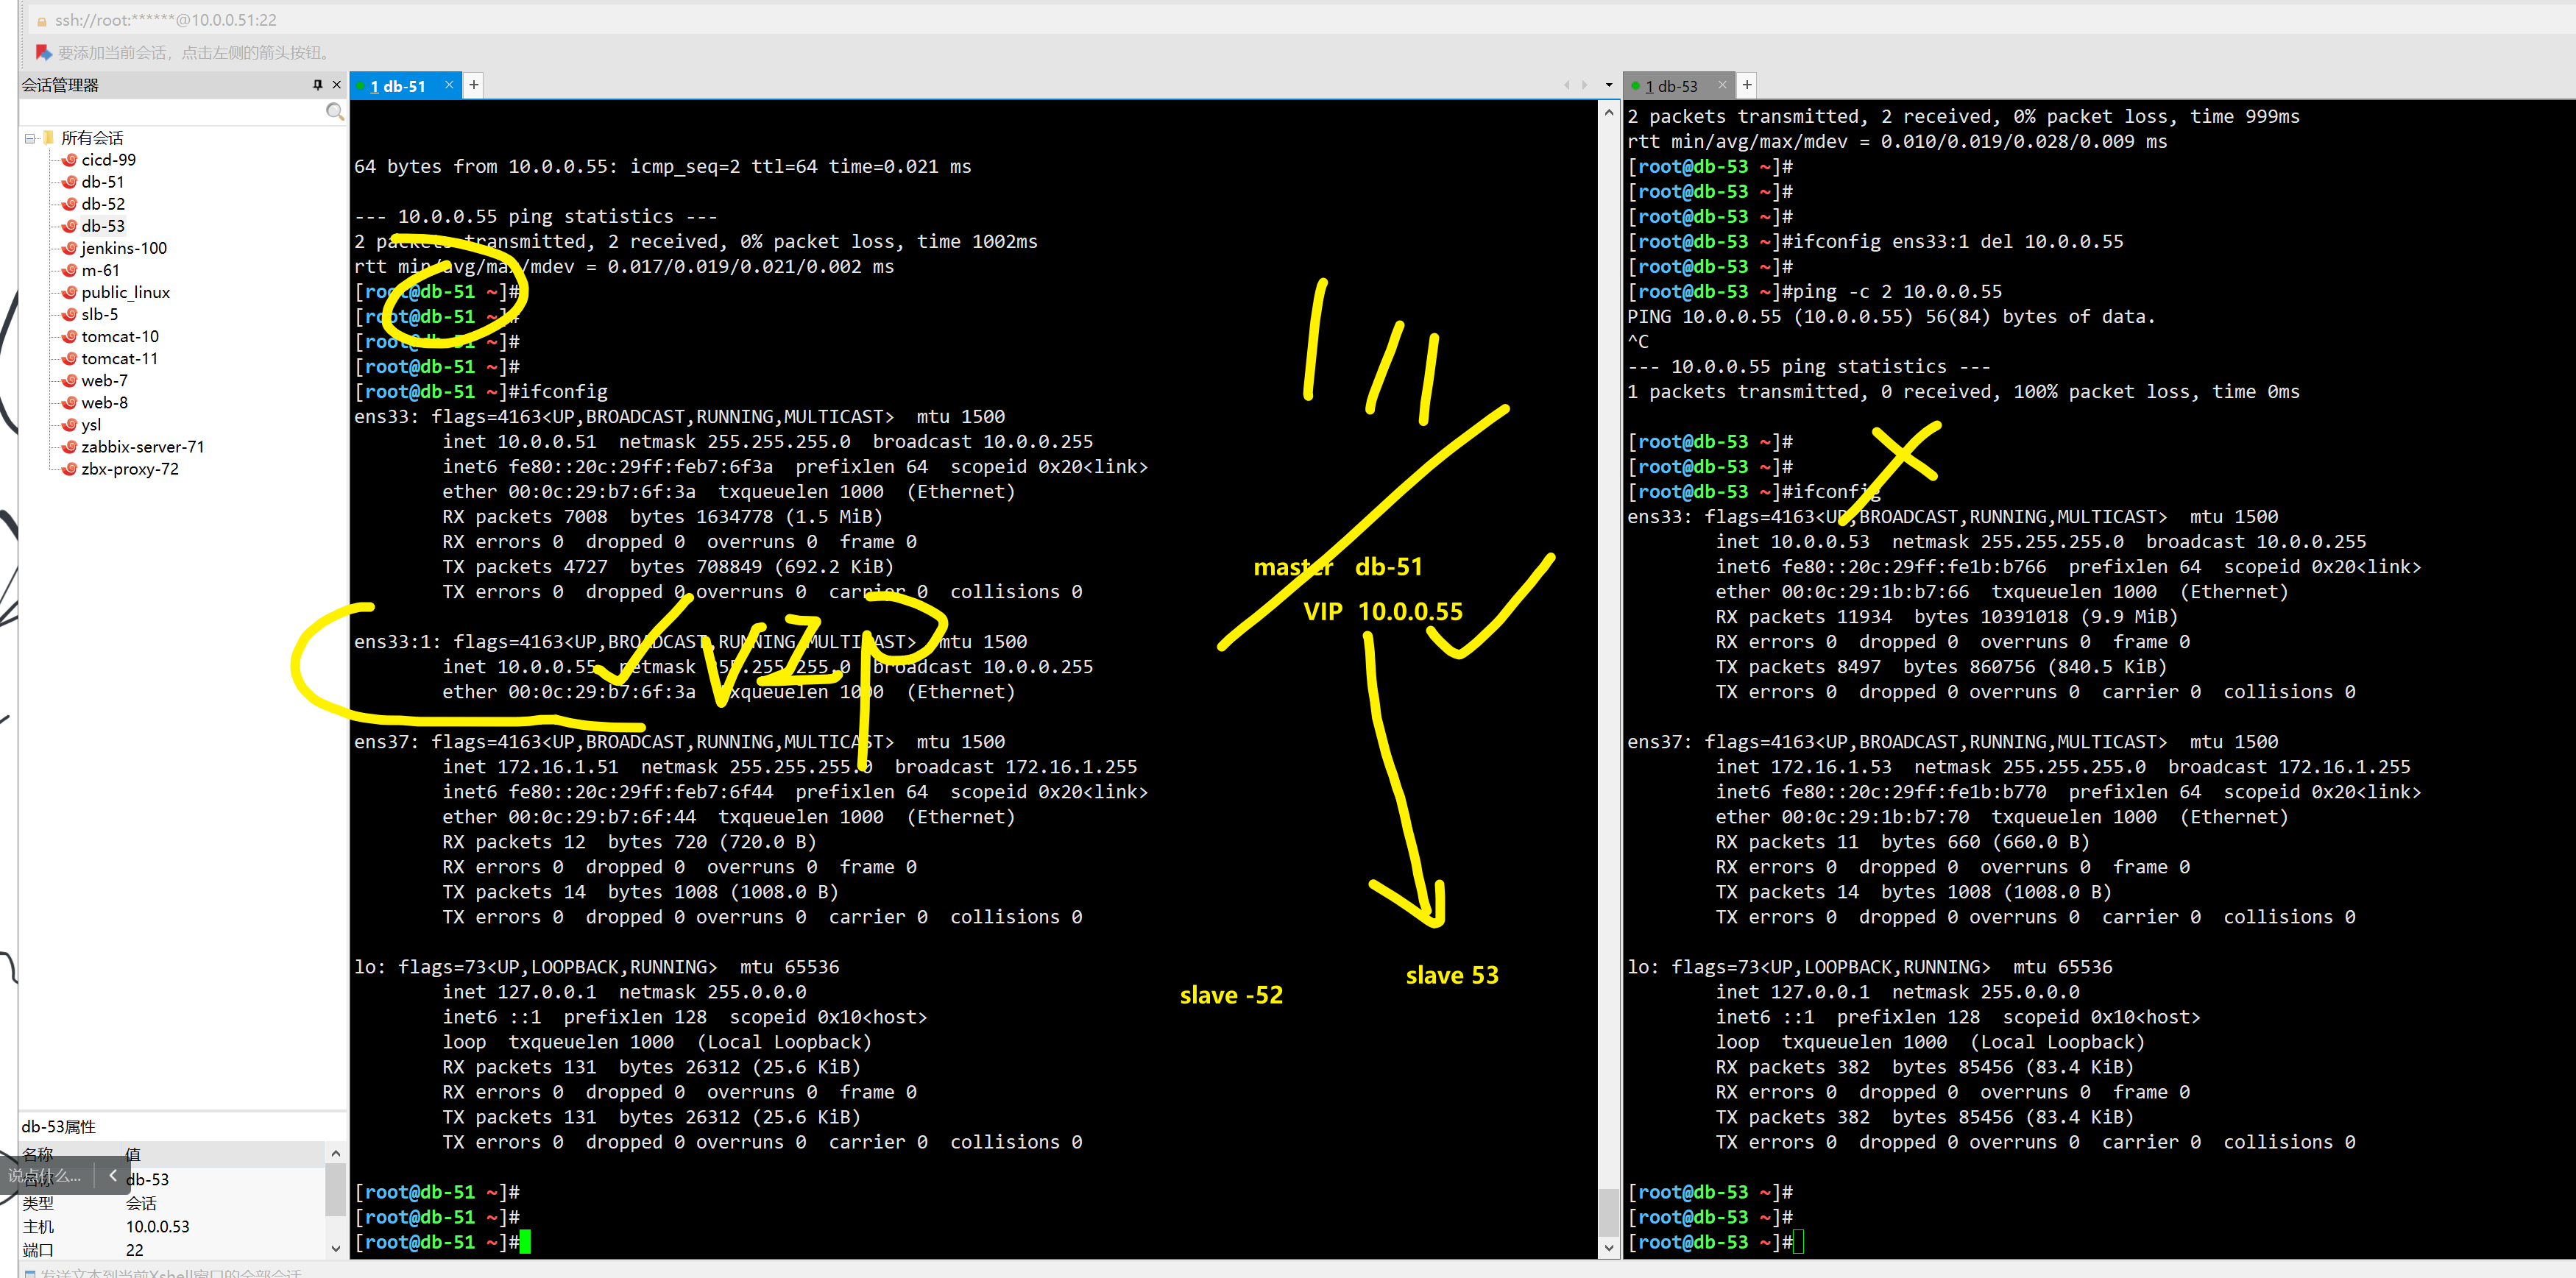 ssh://root:******@10.0.0.51:22
要添加当前会话，点击左侧的箭头按钮。
会话管理器
所有会话
cicd-99
db-51
db-52
db-53
jenkins-100
m-61
public_linux
slb-5
tomcat-10
tomcat-11
web-7
web-8
ysl
zabbix-server-71
zbx-proxy-72
db-53属性
名称 值
名称 db-53
类型 会话
主机 10.0.0.53
端口 22
说点什么...
1 db-51
64 bytes from 10.0.0.55: icmp_seq=2 ttl=64 time=0.021 ms
--- 10.0.0.55 ping statistics ---
2 packets transmitted, 2 received, 0% packet loss, time 1002ms
rtt min/avg/max/mdev = 0.017/0.019/0.021/0.002 ms
[root@db-51 ~]#
[root@db-51 ~]#
[root@db-51 ~]#
[root@db-51 ~]#
[root@db-51 ~]#ifconfig
ens33: flags=4163<UP,BROADCAST,RUNNING,MULTICAST>  mtu 1500
inet 10.0.0.51  netmask 255.255.255.0  broadcast 10.0.0.255
inet6 fe80::20c:29ff:feb7:6f3a  prefixlen 64  scopeid 0x20<link>
ether 00:0c:29:b7:6f:3a  txqueuelen 1000  (Ethernet)
RX packets 7008  bytes 1634778 (1.5 MiB)
RX errors 0  dropped 0  overruns 0  frame 0
TX packets 4727  bytes 708849 (692.2 KiB)
TX errors 0  dropped 0 overruns 0  carrier 0  collisions 0
ens33:1: flags=4163<UP,BROADCAST,RUNNING,MULTICAST>  mtu 1500
inet 10.0.0.55  netmask 255.255.255.0  broadcast 10.0.0.255
ether 00:0c:29:b7:6f:3a  txqueuelen 1000  (Ethernet)
VIP
ens37: flags=4163<UP,BROADCAST,RUNNING,MULTICAST>  mtu 1500
inet 172.16.1.51  netmask 255.255.255.0  broadcast 172.16.1.255
inet6 fe80::20c:29ff:feb7:6f44  prefixlen 64  scopeid 0x20<link>
ether 00:0c:29:b7:6f:44  txqueuelen 1000  (Ethernet)
RX packets 12  bytes 720 (720.0 B)
RX errors 0  dropped 0  overruns 0  frame 0
TX packets 14  bytes 1008 (1008.0 B)
TX errors 0  dropped 0 overruns 0  carrier 0  collisions 0
lo: flags=73<UP,LOOPBACK,RUNNING>  mtu 65536
inet 127.0.0.1  netmask 255.0.0.0
inet6 ::1  prefixlen 128  scopeid 0x10<host>
loop  txqueuelen 1000  (Local Loopback)
RX packets 131  bytes 26312 (25.6 KiB)
RX errors 0  dropped 0  overruns 0  frame 0
TX packets 131  bytes 26312 (25.6 KiB)
TX errors 0  dropped 0 overruns 0  carrier 0  collisions 0
[root@db-51 ~]#
[root@db-51 ~]#
[root@db-51 ~]#
master db-51
VIP 10.0.0.55
slave -52
slave 53
1 db-53
2 packets transmitted, 2 received, 0% packet loss, time 999ms
rtt min/avg/max/mdev = 0.010/0.019/0.028/0.009 ms
[root@db-53 ~]#
[root@db-53 ~]#
[root@db-53 ~]#
[root@db-53 ~]#ifconfig ens33:1 del 10.0.0.55
[root@db-53 ~]#
[root@db-53 ~]#ping -c 2 10.0.0.55
PING 10.0.0.55 (10.0.0.55) 56(84) bytes of data.
^C
--- 10.0.0.55 ping statistics ---
1 packets transmitted, 0 received, 100% packet loss, time 0ms
[root@db-53 ~]#
[root@db-53 ~]#
[root@db-53 ~]#ifconfig
ens33: flags=4163<UP,BROADCAST,RUNNING,MULTICAST>  mtu 1500
inet 10.0.0.53  netmask 255.255.255.0  broadcast 10.0.0.255
inet6 fe80::20c:29ff:fe1b:b766  prefixlen 64  scopeid 0x20<link>
ether 00:0c:29:1b:b7:66  txqueuelen 1000  (Ethernet)
RX packets 11934  bytes 10391018 (9.9 MiB)
RX errors 0  dropped 0  overruns 0  frame 0
TX packets 8497  bytes 860756 (840.5 KiB)
TX errors 0  dropped 0 overruns 0  carrier 0  collisions 0
ens37: flags=4163<UP,BROADCAST,RUNNING,MULTICAST>  mtu 1500
inet 172.16.1.53  netmask 255.255.255.0  broadcast 172.16.1.255
inet6 fe80::20c:29ff:fe1b:b770  prefixlen 64  scopeid 0x20<link>
ether 00:0c:29:1b:b7:70  txqueuelen 1000  (Ethernet)
RX packets 11  bytes 660 (660.0 B)
RX errors 0  dropped 0  overruns 0  frame 0
TX packets 14  bytes 1008 (1008.0 B)
TX errors 0  dropped 0 overruns 0  carrier 0  collisions 0
lo: flags=73<UP,LOOPBACK,RUNNING>  mtu 65536
inet 127.0.0.1  netmask 255.0.0.0
inet6 ::1  prefixlen 128  scopeid 0x10<host>
loop  txqueuelen 1000  (Local Loopback)
RX packets 382  bytes 85456 (83.4 KiB)
RX errors 0  dropped 0  overruns 0  frame 0
TX packets 382  bytes 85456 (83.4 KiB)
TX errors 0  dropped 0 overruns 0  carrier 0  collisions 0
[root@db-53 ~]#
[root@db-53 ~]#
[root@db-53 ~]#
发送文本到当前Xshell窗口的全部会话